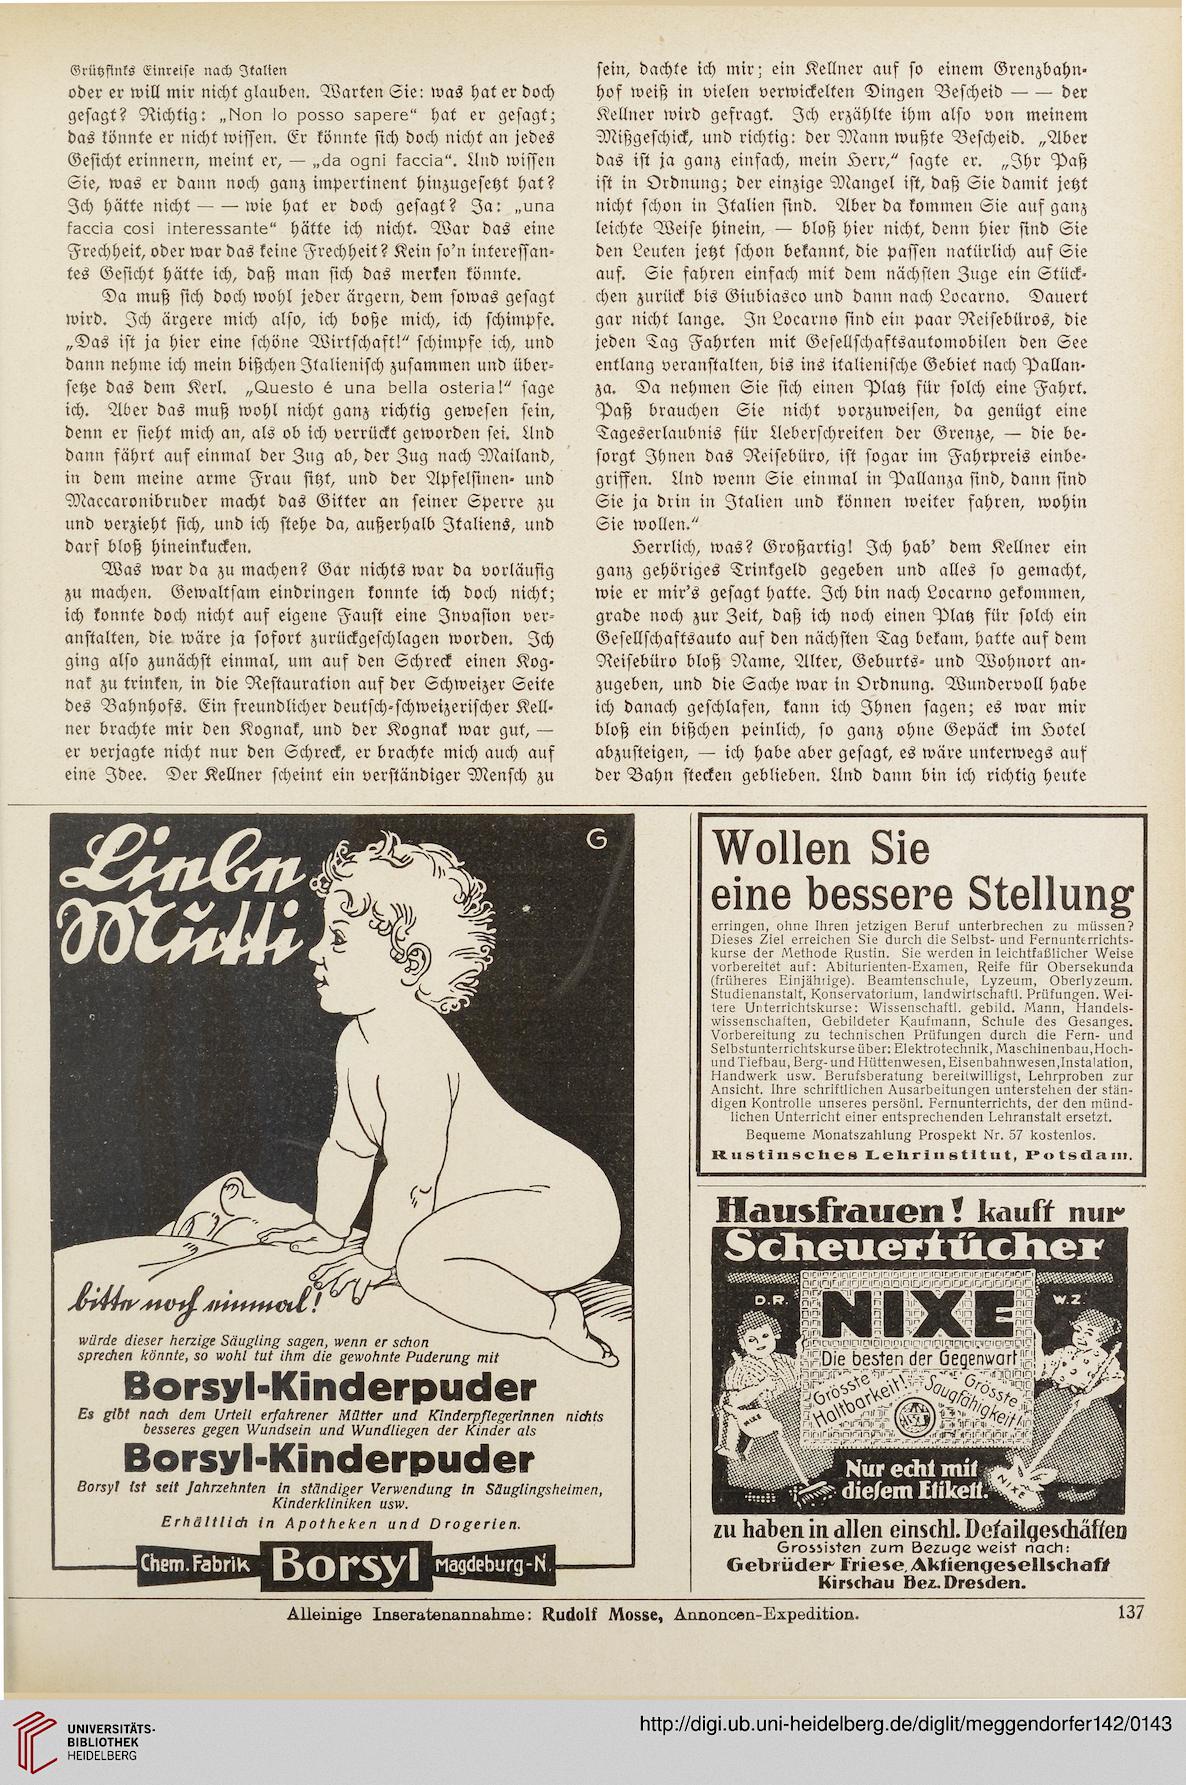 Grützfinks Einreise nach Italien
oder er will mir nicht glauben. Warten Sie: was hat er doch
gesagt? Richtig: „Non lo posso sapere“ hat er gesagt;
das könnte er nicht wissen. Er könnte sich doch nicht an jedes
Gesicht erinnern, meint er, — „da ogni faccia“. Und wissen
Sie, was er dann noch ganz impertinent hinzugesetzt hat?
Ich hätte nicht — — wie hat er doch gesagt? Ja: „una
faccia cosi interessante“ hätte ich nicht. War das eine
Frechheit, oder war das keine Frechheit? Kein so’n interessan-
tes Gesicht hätte ich, daß man sich das merken könnte.
Da muß sich doch wohl jeder ärgern, dem sowas gesagt
wird. Ich ärgere mich also, ich boße mich, ich schimpfe.
„Das ist ja hier eine schöne Wirtschaft!“ schimpfe ich, und
dann nehme ich mein bißchen Italienisch zusammen und über-
setze das dem Kerl. „Questo é una bella osteria!“ sage
ich. Aber das muß wohl nicht ganz richtig gewesen sein,
denn er sieht mich an, als ob ich verrückt geworden sei. Und
dann fährt auf einmal der Zug ab, der Zug nach Mailand,
in dem meine arme Frau sitzt, und der Apfelsinen- und
Maccaronibruder macht das Gitter an seiner Sperre zu
und verzieht sich, und ich stehe da, außerhalb Italiens, und
darf bloß hineinkucken.
Was war da zu machen? Gar nichts war da vorläufig
zu machen. Gewaltsam eindringen konnte ich doch nicht;
ich konnte doch nicht auf eigene Faust eine Invasion ver-
anstalten, die wäre ja sofort zurückgeschlagen worden. Ich
ging also zunächst einmal, um auf den Schreck einen Kog-
nak zu trinken, in die Restauration auf der Schweizer Seite
des Bahnhofs. Ein freundlicher deutsch-schweizerischer Kell-
ner brachte mir den Kognak, und der Kognak war gut, —
er verjagte nicht nur den Schreck, er brachte mich auch auf
eine Idee. Der Kellner scheint ein verständiger Mensch zu
sein, dachte ich mir; ein Kellner auf so einem Grenzbahn-
hof weiß in vielen verwickelten Dingen Bescheid — — der
Kellner wird gefragt. Ich erzählte ihm also von meinem
Mißgeschick, und richtig: der Mann wußte Bescheid. „Aber
das ist ja ganz einfach, mein Herr,“ sagte er. „Ihr Paß
ist in Ordnung; der einzige Mangel ist, daß Sie damit jetzt
nicht schon in Italien sind. Aber da kommen Sie auf ganz
leichte Weise hinein, — bloß hier nicht, denn hier sind Sie
den Leuten jetzt schon bekannt, die passen natürlich auf Sie
auf. Sie fahren einfach mit dem nächsten Zuge ein Stück-
chen zurück bis Giubiasco und dann nach Locarno. Dauert
gar nicht lange. In Locarno sind ein paar Reisebüros, die
jeden Tag Fahrten mit Gesellschaftsautomobilen den See
entlang veranstalten, bis ins italienische Gebiet nach Pallan-
za. Da nehmen Sie sich einen Platz für solch eine Fahrt.
Paß brauchen Sie nicht vorzuweisen, da genügt eine
Tageserlaubnis für Ueberschreiten der Grenze, — die be-
sorgt Ihnen das Reisebüro, ist sogar im Fahrpreis einbe-
griffen. Und wenn Sie einmal in Pallanza sind, dann sind
Sie ja drin in Italien und können weiter fahren, wohin
Sie wollen.“
Herrlich, was? Großartig! Ich hab’ dem Kellner ein
ganz gehöriges Trinkgeld gegeben und alles so gemacht,
wie er mir’s gesagt hatte. Ich bin nach Locarno gekommen,
grade noch zur Zeit, daß ich noch einen Platz für solch ein
Gesellschaftsauto auf den nächsten Tag bekam, hatte auf dem
Reisebüro bloß Name, Alter, Geburts- und Wohnort an-
zugeben, und die Sache war in Ordnung. Wundervoll habe
ich danach geschlafen, kann ich Ihnen sagen; es war mir
bloß ein bißchen peinlich, so ganz ohne Gepäck im Hotel
abzusteigen, — ich habe aber gesagt, es wäre unterwegs auf
der Bahn stecken geblieben. Und dann bin ich richtig heute
Liebe
Mutti
G
bitte noch einmal!
würde dieser herzige Säugling sagen, wenn er schon
sprechen könnte, so wohl tut ihm die gewohnte Puderung mit
Borsyl-Kinderpuder
Es gibt nach dem Urteil erfahrener Mütter und Kinderpflegerinnen nichts
besseres gegen Wundsein und Wundliegen der Kinder als
Borsyl-Kinderpuder
Borsyl ist seit Jahrzehnten in ständiger Verwendung in Säuglingsheimen,
Kinderkliniken usw.
Erhältlich in Apotheken und Drogerien.
Chem. Fabrik Borsyl Magdeburg-N.
Wollen Sie
eine bessere Stellung
erringen, ohne Ihren jetzigen Beruf unterbrechen zu müssen?
Dieses Ziel erreichen Sie durch die Selbst- und Fernunterrichts-
kurse der Methode Rustin. Sie werden in leichtfaßlicher Weise
vorbereitet auf: Abiturienten-Examen, Reife für Obersekunda
(früheres Einjährige). Beamtenschule, Lyzeum, Oberlyzeum.
Studienanstalt, Konservatorium, landwirtschaftl. Prüfungen. Wei-
tere Unterrichtskurse: Wissenschaftl. gebild. Mann, Handels-
wissenschaften, Gebildeter Kaufmann, Schule des Gesanges.
Vorbereitung zu technischen Prüfungen durch die Fern- und
Selbstunterrichtskurse über: Elektrotechnik, Maschinenbau, Hoch-
und Tiefbau, Berg- und Hüttenwesen, Eisenbahnwesen, Instalation,
Handwerk usw. Berufsberatung bereitwilligst, Lehrproben zur
Ansicht. Ihre schriftlichen Ausarbeitungen unterstehen der stän-
digen Kontrolle unseres persönl. Fernunterrichts, der den münd-
lichen Unterricht einer entsprechenden Lehranstalt ersetzt.
Bequeme Monatszahlung Prospekt Nr. 57 kostenlos.
Rustinsches Lehrinstitut, Potsdam.
Hausfrauen! kauft nur
Scheuertücher
D.R. W.Z.
NIXE
Die besten der Gegenwart
Grösste Haltbarkeit!
Grösste Saugfähigkeit!
NIXE
NIXE
Nur echt mit
diesem Etikett.
zu haben in allen einschl. Detailgeschäften
Grossisten zum Bezuge weist nach:
Gebrüder Friese, Aktiengesellschaft
Kirschau Bez. Dresden.
Alleinige Inseratenannahme: Rudolf Mosse, Annoncen-Expedition.
137
UNIVERSITÄTS-
BIBLIOTHEK
HEIDELBERG
http://digi.ub.uni-heidelberg.de/diglit/meggendorfer142/0143